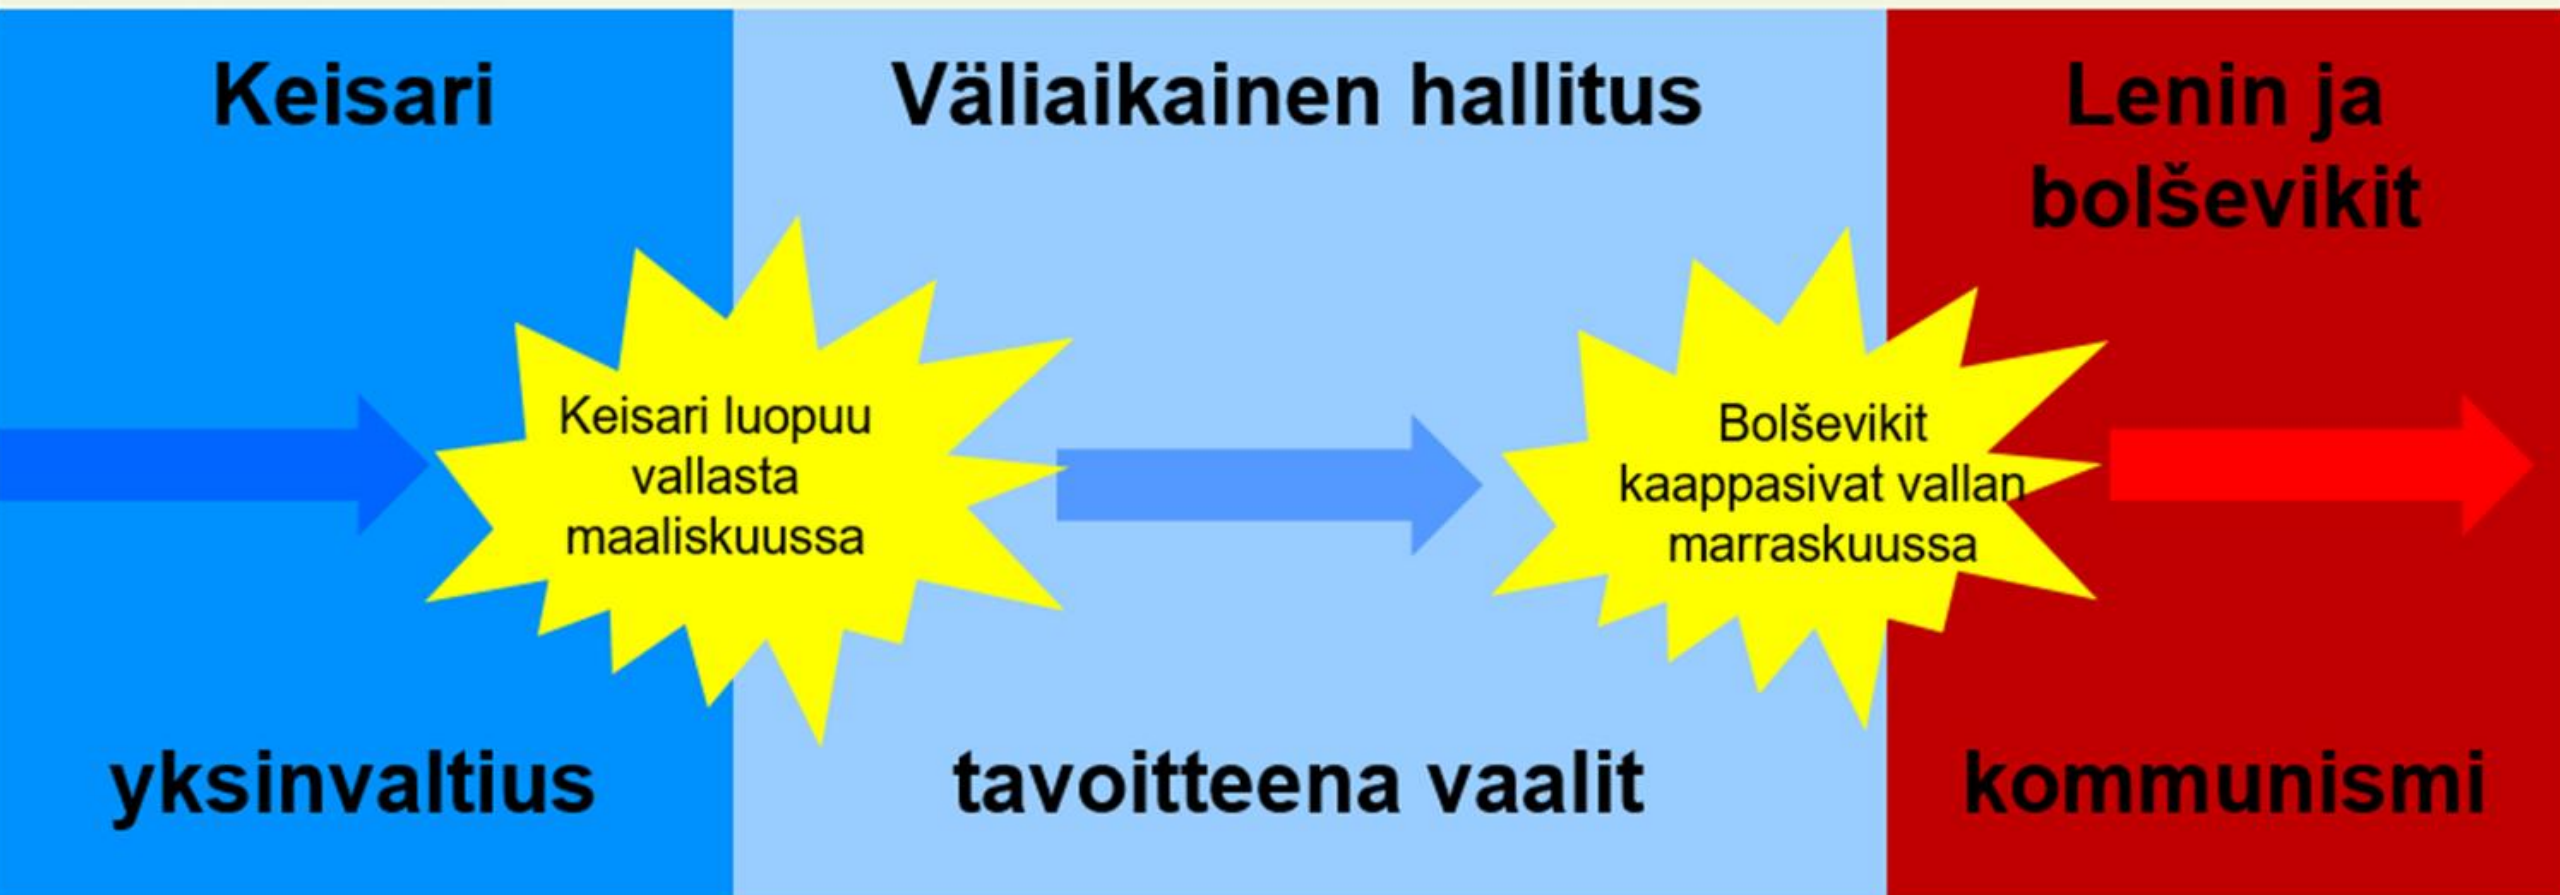 Keisari
Väliaikainen hallitus
Lenin ja
bolševikit
Keisari luopuu
vallasta
maaliskuussa
Bolševikit
kaappasivat vallan
marraskuussa
yksinvaltius
tavoitteena vaalit
kommunismi